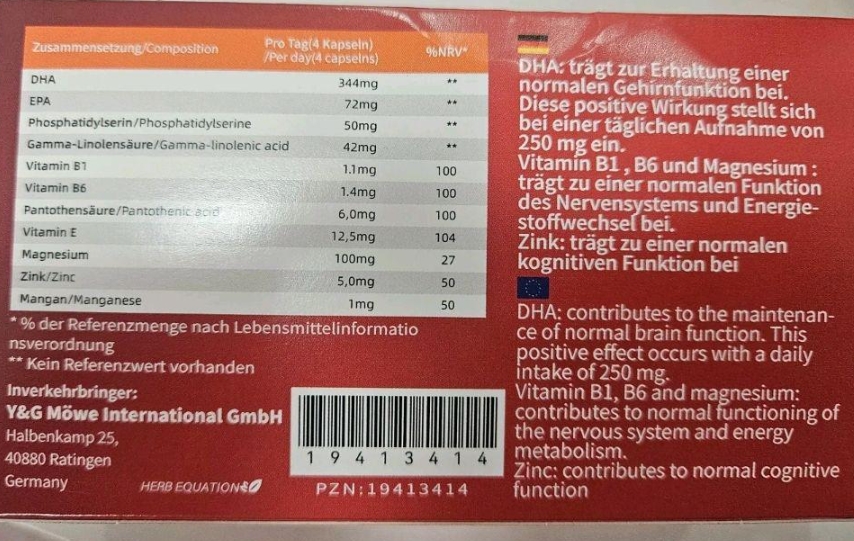 Zusammensetzung/Composition Pro Tag(4 Kapseln) /Per day(4 capselns) %NRV*
DHA 344mg **
EPA 72mg **
Phosphatidylserin/Phosphatidylserine 50mg **
Gamma-Linolensäure/Gamma-linolenic acid 42mg **
Vitamin B1 1.1mg 100
Vitamin B6 1.4mg 100
Pantothensäure/Pantothenic acid 6,0mg 100
Vitamin E 12,5mg 104
Magnesium 100mg 27
Zink/Zinc 5,0mg 50
Mangan/Manganese 1mg 50
* % der Referenzmenge nach Lebensmittelinformatio
nsverordnung
** Kein Referenzwert vorhanden
Inverkehrbringer:
Y&G Möwe International GmbH
Halbenkamp 25,
40880 Ratingen
Germany
HERB EQUATION
1 9 4 1 3 4 1 4
PZN:19413414
DHA: trägt zur Erhaltung einer
normalen Gehirnfunktion bei.
Diese positive Wirkung stellt sich
bei einer täglichen Aufnahme von
250 mg ein.
Vitamin B1 , B6 und Magnesium :
trägt zu einer normalen Funktion
des Nervensystems und Energie-
stoffwechsel bei.
Zink: trägt zu einer normalen
kognitiven Funktion bei
DHA: contributes to the maintenan-
ce of normal brain function. This
positive effect occurs with a daily
intake of 250 mg.
Vitamin B1, B6 and magnesium:
contributes to normal functioning of
the nervous system and energy
metabolism.
Zinc: contributes to normal cognitive
function